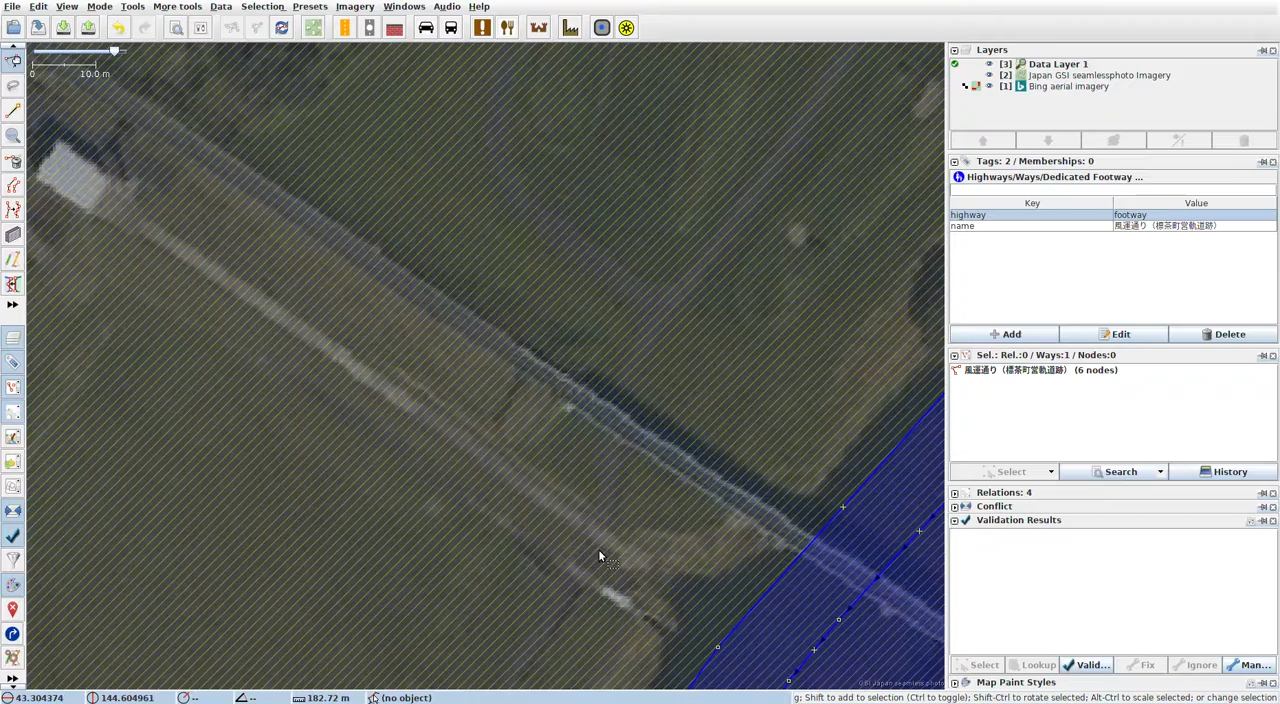 File Edit View Mode Tools More tools Data Selection Presets Imagery Windows Audio Help
0 10.0 m
Layers
[3] Data Layer 1
[2] Japan GSI seamlessphoto Imagery
[1] Bing aerial imagery
Tags: 2 / Memberships: 0
Highways/Ways/Dedicated Footway ...
Key Value
highway footway
name 風運通り（標茶町営軌道跡）
Add Edit Delete
Sel.: Rel.:0 / Ways:1 / Nodes:0
風運通り（標茶町営軌道跡） (6 nodes)
Select Search History
Relations: 4
Conflict
Validation Results
Select Lookup Valid... Fix Ignore Man...
Map Paint Styles
GSI Japan seamless photo
43.304374 144.604961 -- -- 182.72 m (no object)
g; Shift to add to selection (Ctrl to toggle); Shift-Ctrl to rotate selected; Alt-Ctrl to scale selected; or change selection